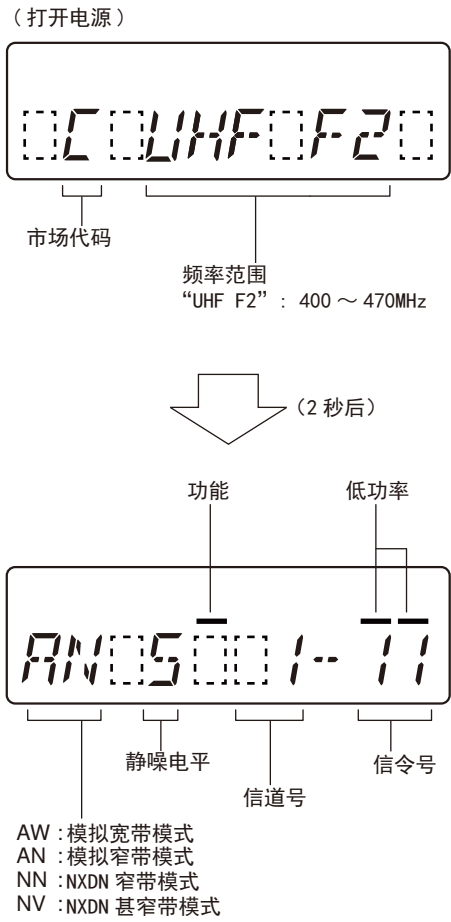 （打开电源）
C UHF F2
市场代码
频率范围
“UHF F2” : 400 ～ 470MHz
（2 秒后）
功能 低功率
AN 5 1-11
静噪电平
信令号
信道号
AW :模拟宽带模式
AN :模拟窄带模式
NN :NXDN 窄带模式
NV :NXDN 甚窄带模式